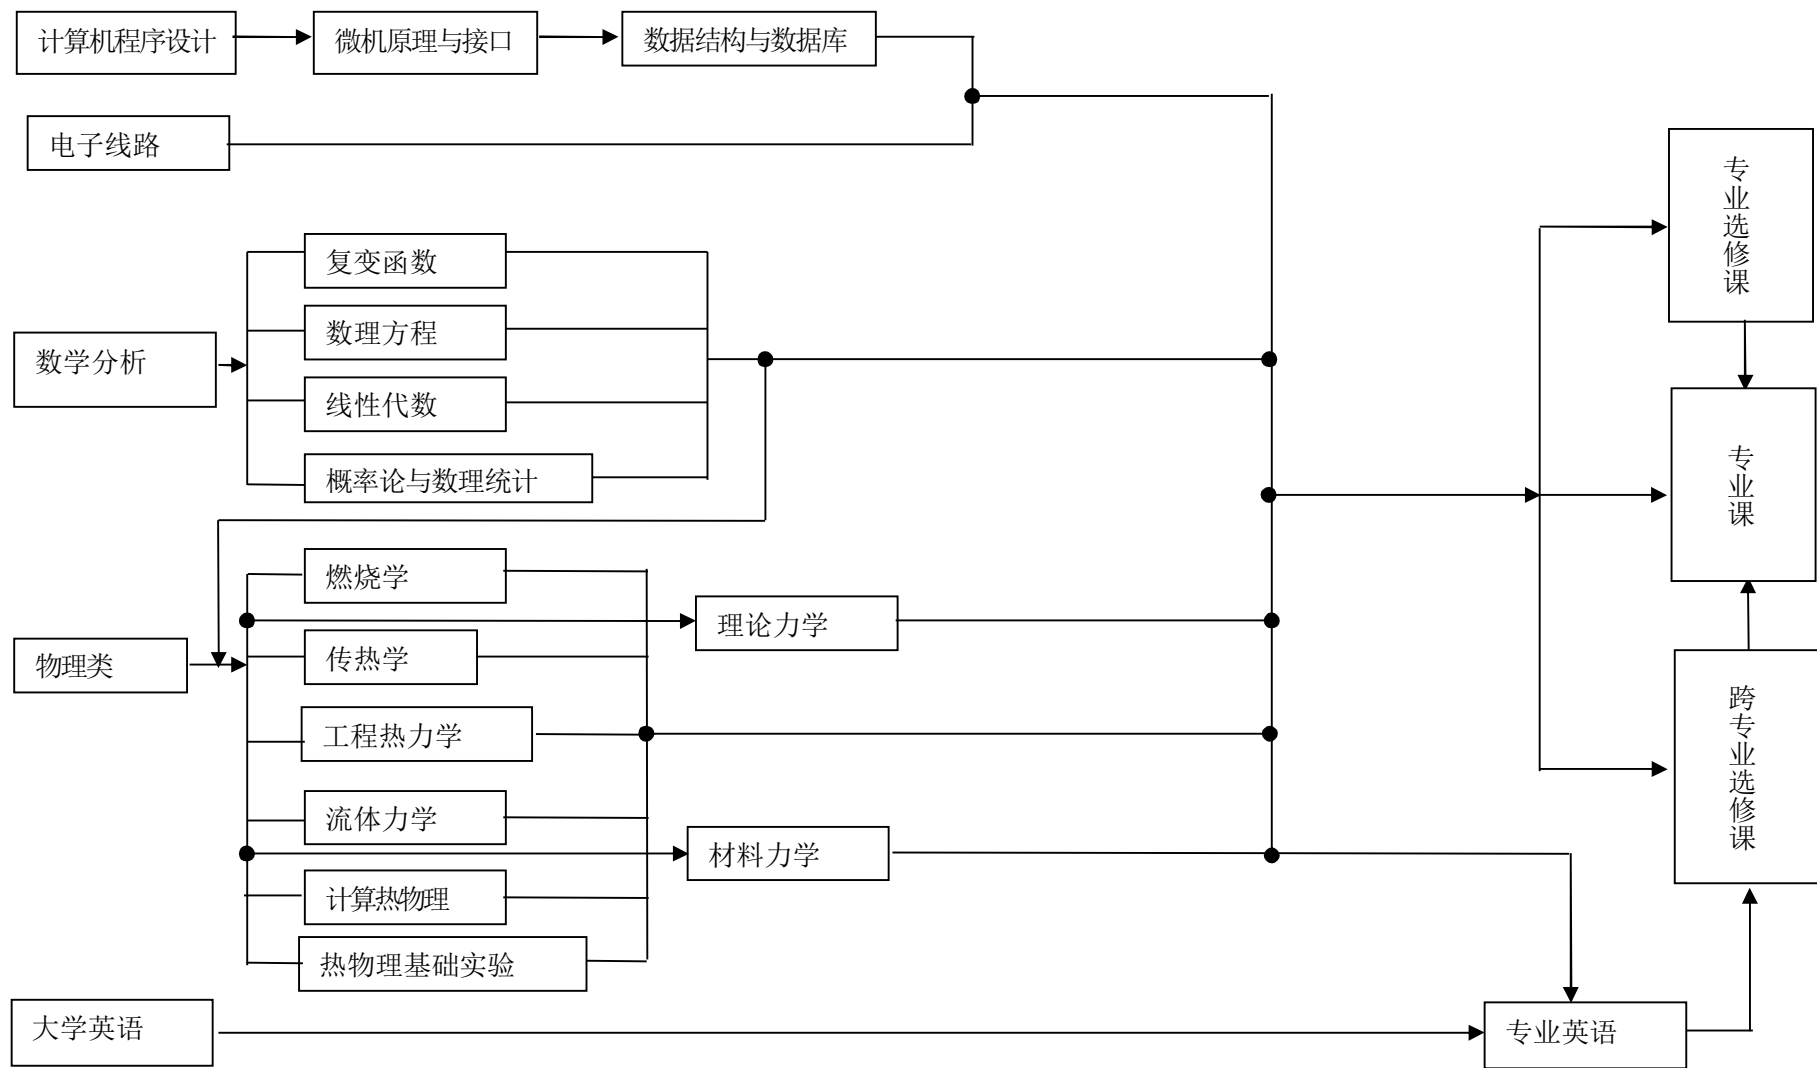 计算机程序设计
微机原理与接口
数据结构与数据库
电子线路
复变函数
数理方程
数学分析
线性代数
概率论与数理统计
燃烧学
理论力学
物理类
传热学
工程热力学
流体力学
材料力学
计算热物理
热物理基础实验
大学英语
专业英语
专业选修课
专业课
跨专业选修课